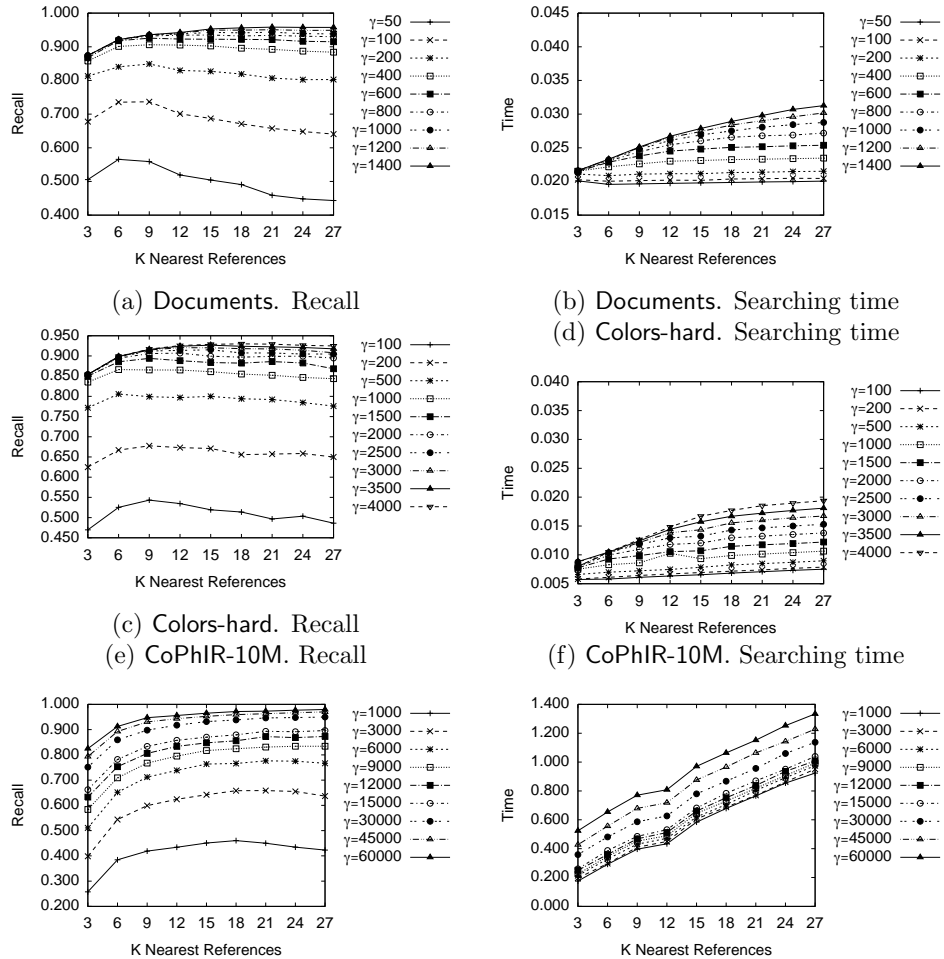 1.000
0.900
0.800
0.700
0.600
0.500
0.400
Recall
3 6 9 12 15 18 21 24 27
K Nearest References
γ=50
γ=100
γ=200
γ=400
γ=600
γ=800
γ=1000
γ=1200
γ=1400
(a) Documents. Recall
0.045
0.040
0.035
0.030
0.025
0.020
0.015
Time
3 6 9 12 15 18 21 24 27
K Nearest References
γ=50
γ=100
γ=200
γ=400
γ=600
γ=800
γ=1000
γ=1200
γ=1400
(b) Documents. Searching time
(d) Colors-hard. Searching time
0.950
0.900
0.850
0.800
0.750
0.700
0.650
0.600
0.550
0.500
0.450
Recall
3 6 9 12 15 18 21 24 27
K Nearest References
γ=100
γ=200
γ=500
γ=1000
γ=1500
γ=2000
γ=2500
γ=3000
γ=3500
γ=4000
(c) Colors-hard. Recall
(e) CoPhIR-10M. Recall
0.040
0.035
0.030
0.025
0.020
0.015
0.010
0.005
Time
3 6 9 12 15 18 21 24 27
K Nearest References
γ=100
γ=200
γ=500
γ=1000
γ=1500
γ=2000
γ=2500
γ=3000
γ=3500
γ=4000
(f) CoPhIR-10M. Searching time
1.000
0.900
0.800
0.700
0.600
0.500
0.400
0.300
0.200
Recall
3 6 9 12 15 18 21 24 27
K Nearest References
γ=1000
γ=3000
γ=6000
γ=9000
γ=12000
γ=15000
γ=30000
γ=45000
γ=60000
1.400
1.200
1.000
0.800
0.600
0.400
0.200
0.000
Time
3 6 9 12 15 18 21 24 27
K Nearest References
γ=1000
γ=3000
γ=6000
γ=9000
γ=12000
γ=15000
γ=30000
γ=45000
γ=60000